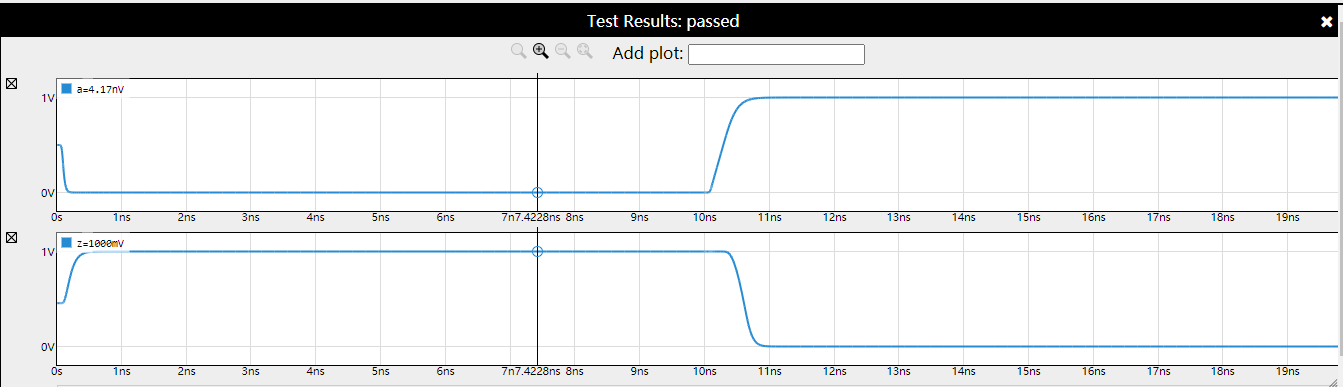 Test Results: passed ✖
Add plot:
a=4.17nV
1V
0V
0s 1ns 2ns 3ns 4ns 5ns 6ns 7n7.4228ns 8ns 9ns 10ns 11ns 12ns 13ns 14ns 15ns 16ns 17ns 18ns 19ns
z=1000mV
1V
0V
0s 1ns 2ns 3ns 4ns 5ns 6ns 7n7.4228ns 8ns 9ns 10ns 11ns 12ns 13ns 14ns 15ns 16ns 17ns 18ns 19ns